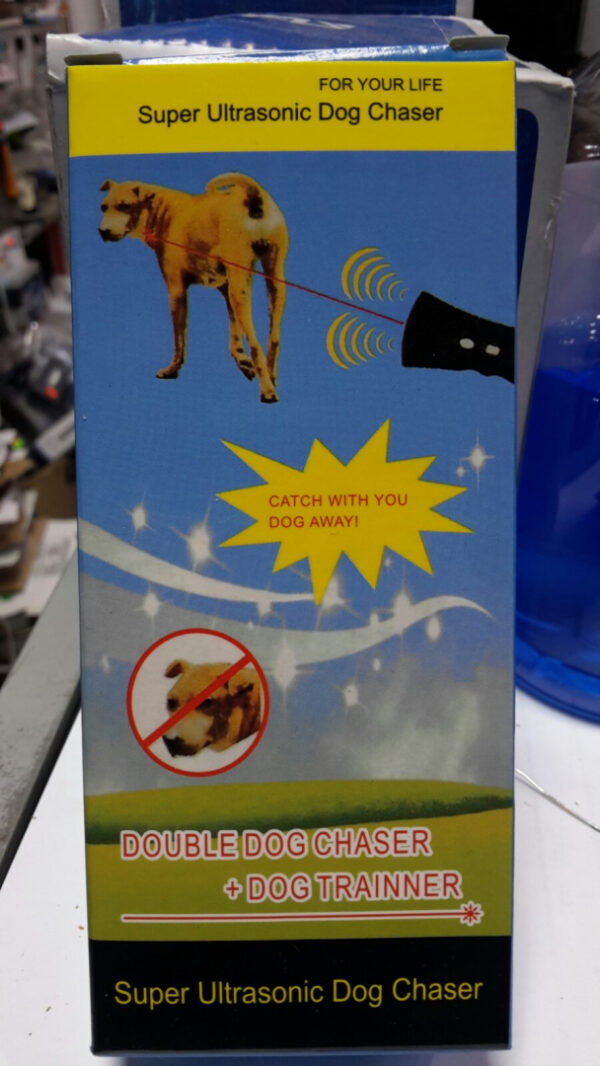 FOR YOUR LIFE
Super Ultrasonic Dog Chaser
CATCH WITH YOU
DOG AWAY!
DOUBLE DOG CHASER
+ DOG TRAINNER
Super Ultrasonic Dog Chaser